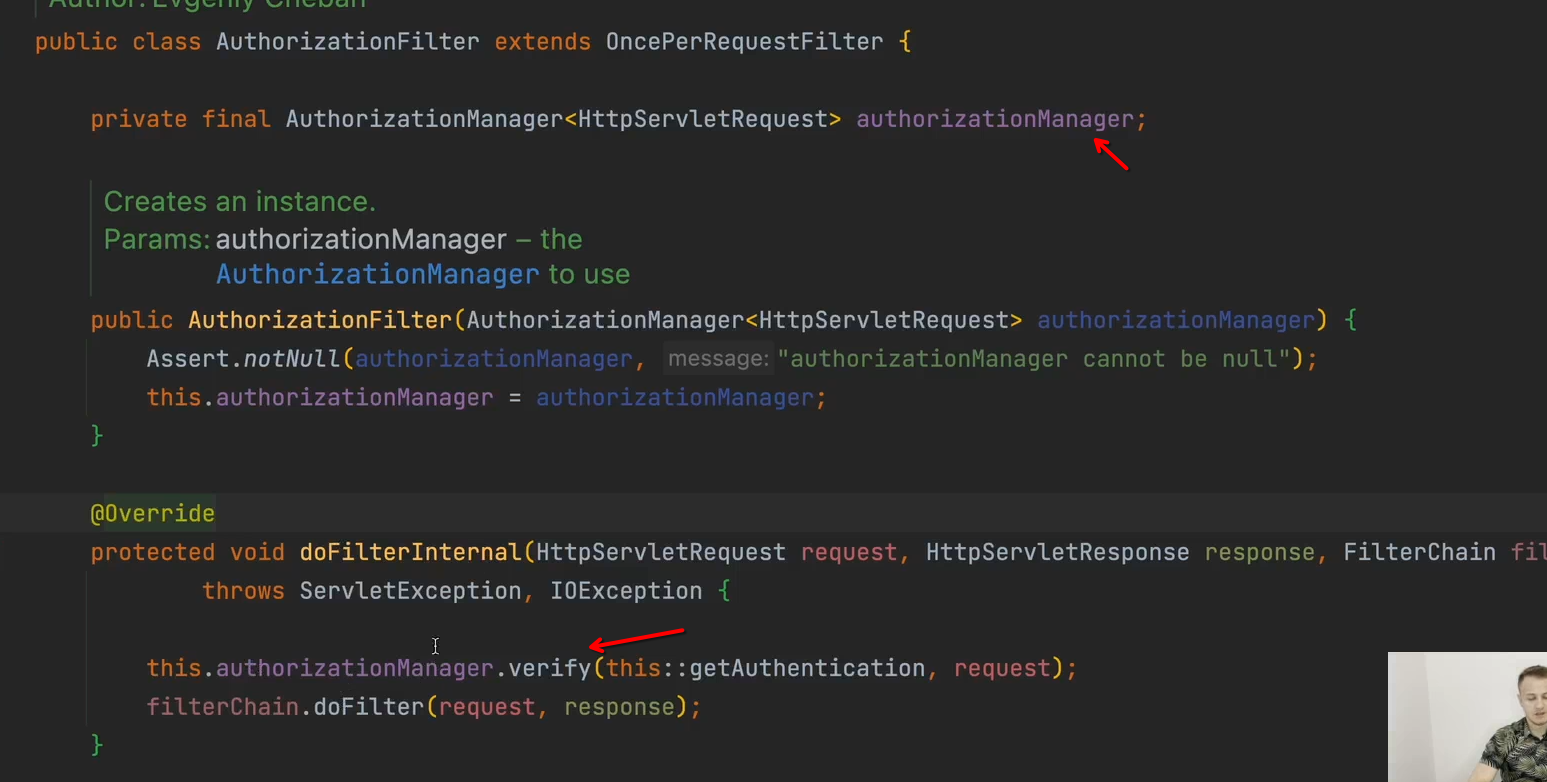 Author: Evgeniy Cheban
public class AuthorizationFilter extends OncePerRequestFilter {
private final AuthorizationManager<HttpServletRequest> authorizationManager;
Creates an instance.
Params: authorizationManager – the
AuthorizationManager to use
public AuthorizationFilter(AuthorizationManager<HttpServletRequest> authorizationManager) {
Assert.notNull(authorizationManager, message: "authorizationManager cannot be null");
this.authorizationManager = authorizationManager;
}
@Override
protected void doFilterInternal(HttpServletRequest request, HttpServletResponse response, FilterChain fil
throws ServletException, IOException {
this.authorizationManager.verify(this::getAuthentication, request);
filterChain.doFilter(request, response);
}